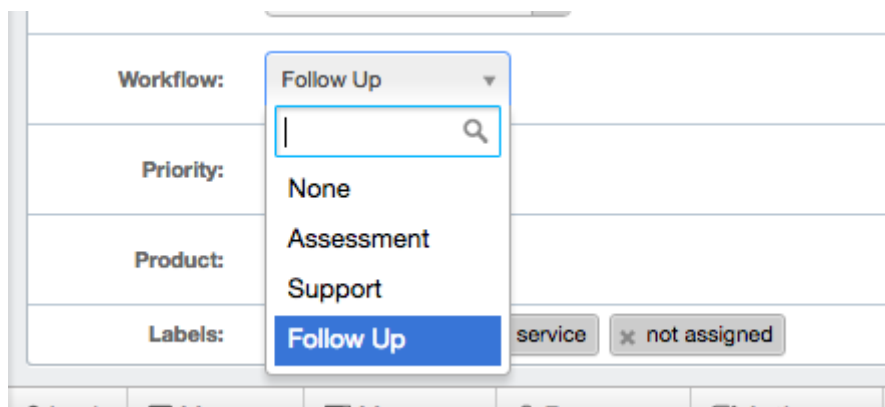 Workflow: Follow Up
None
Priority:
Assessment
Product:
Support
Labels: Follow Up service not assigned